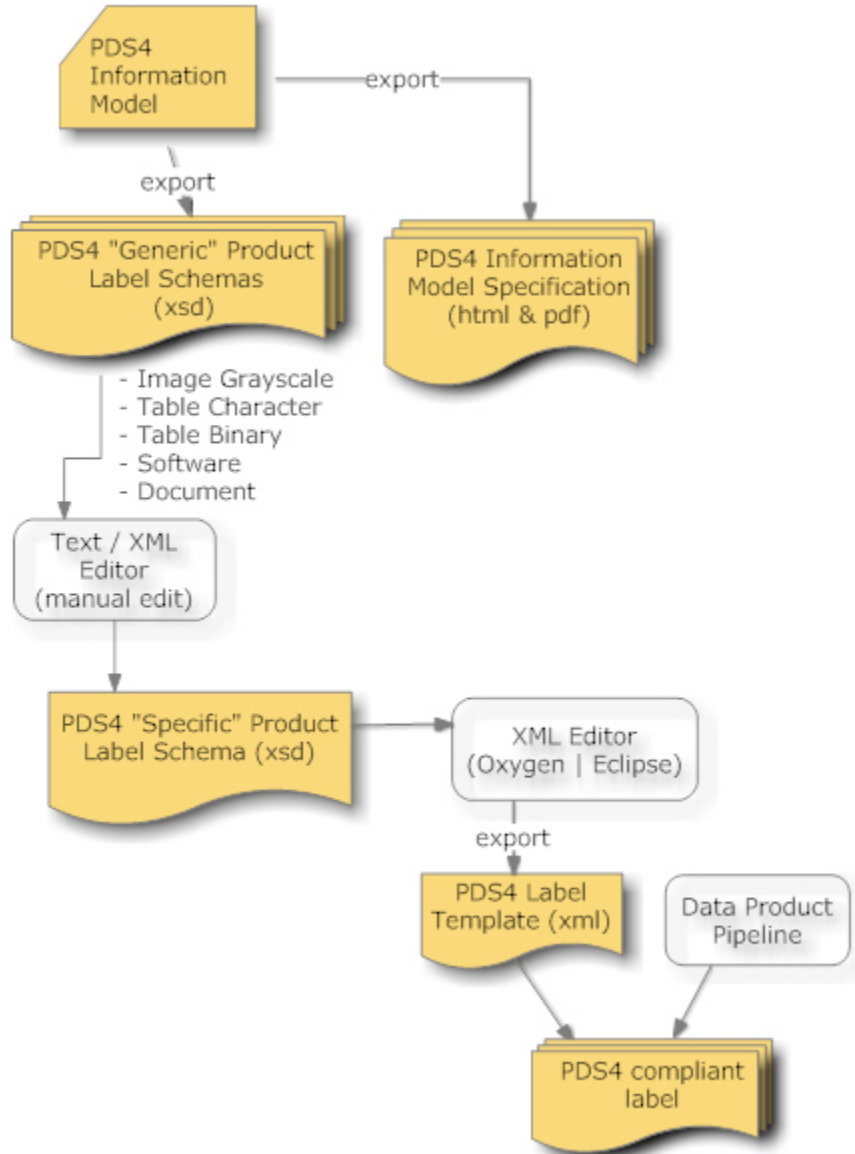 PDS4
Information
Model
export
export
PDS4 "Generic" Product
Label Schemas
(xsd)
PDS4 Information
Model Specification
(html & pdf)
- Image Grayscale
- Table Character
- Table Binary
- Software
- Document
Text / XML
Editor
(manual edit)
PDS4 "Specific" Product
Label Schema (xsd)
XML Editor
(Oxygen | Eclipse)
export
PDS4 Label
Template (xml)
Data Product
Pipeline
PDS4 compliant
label